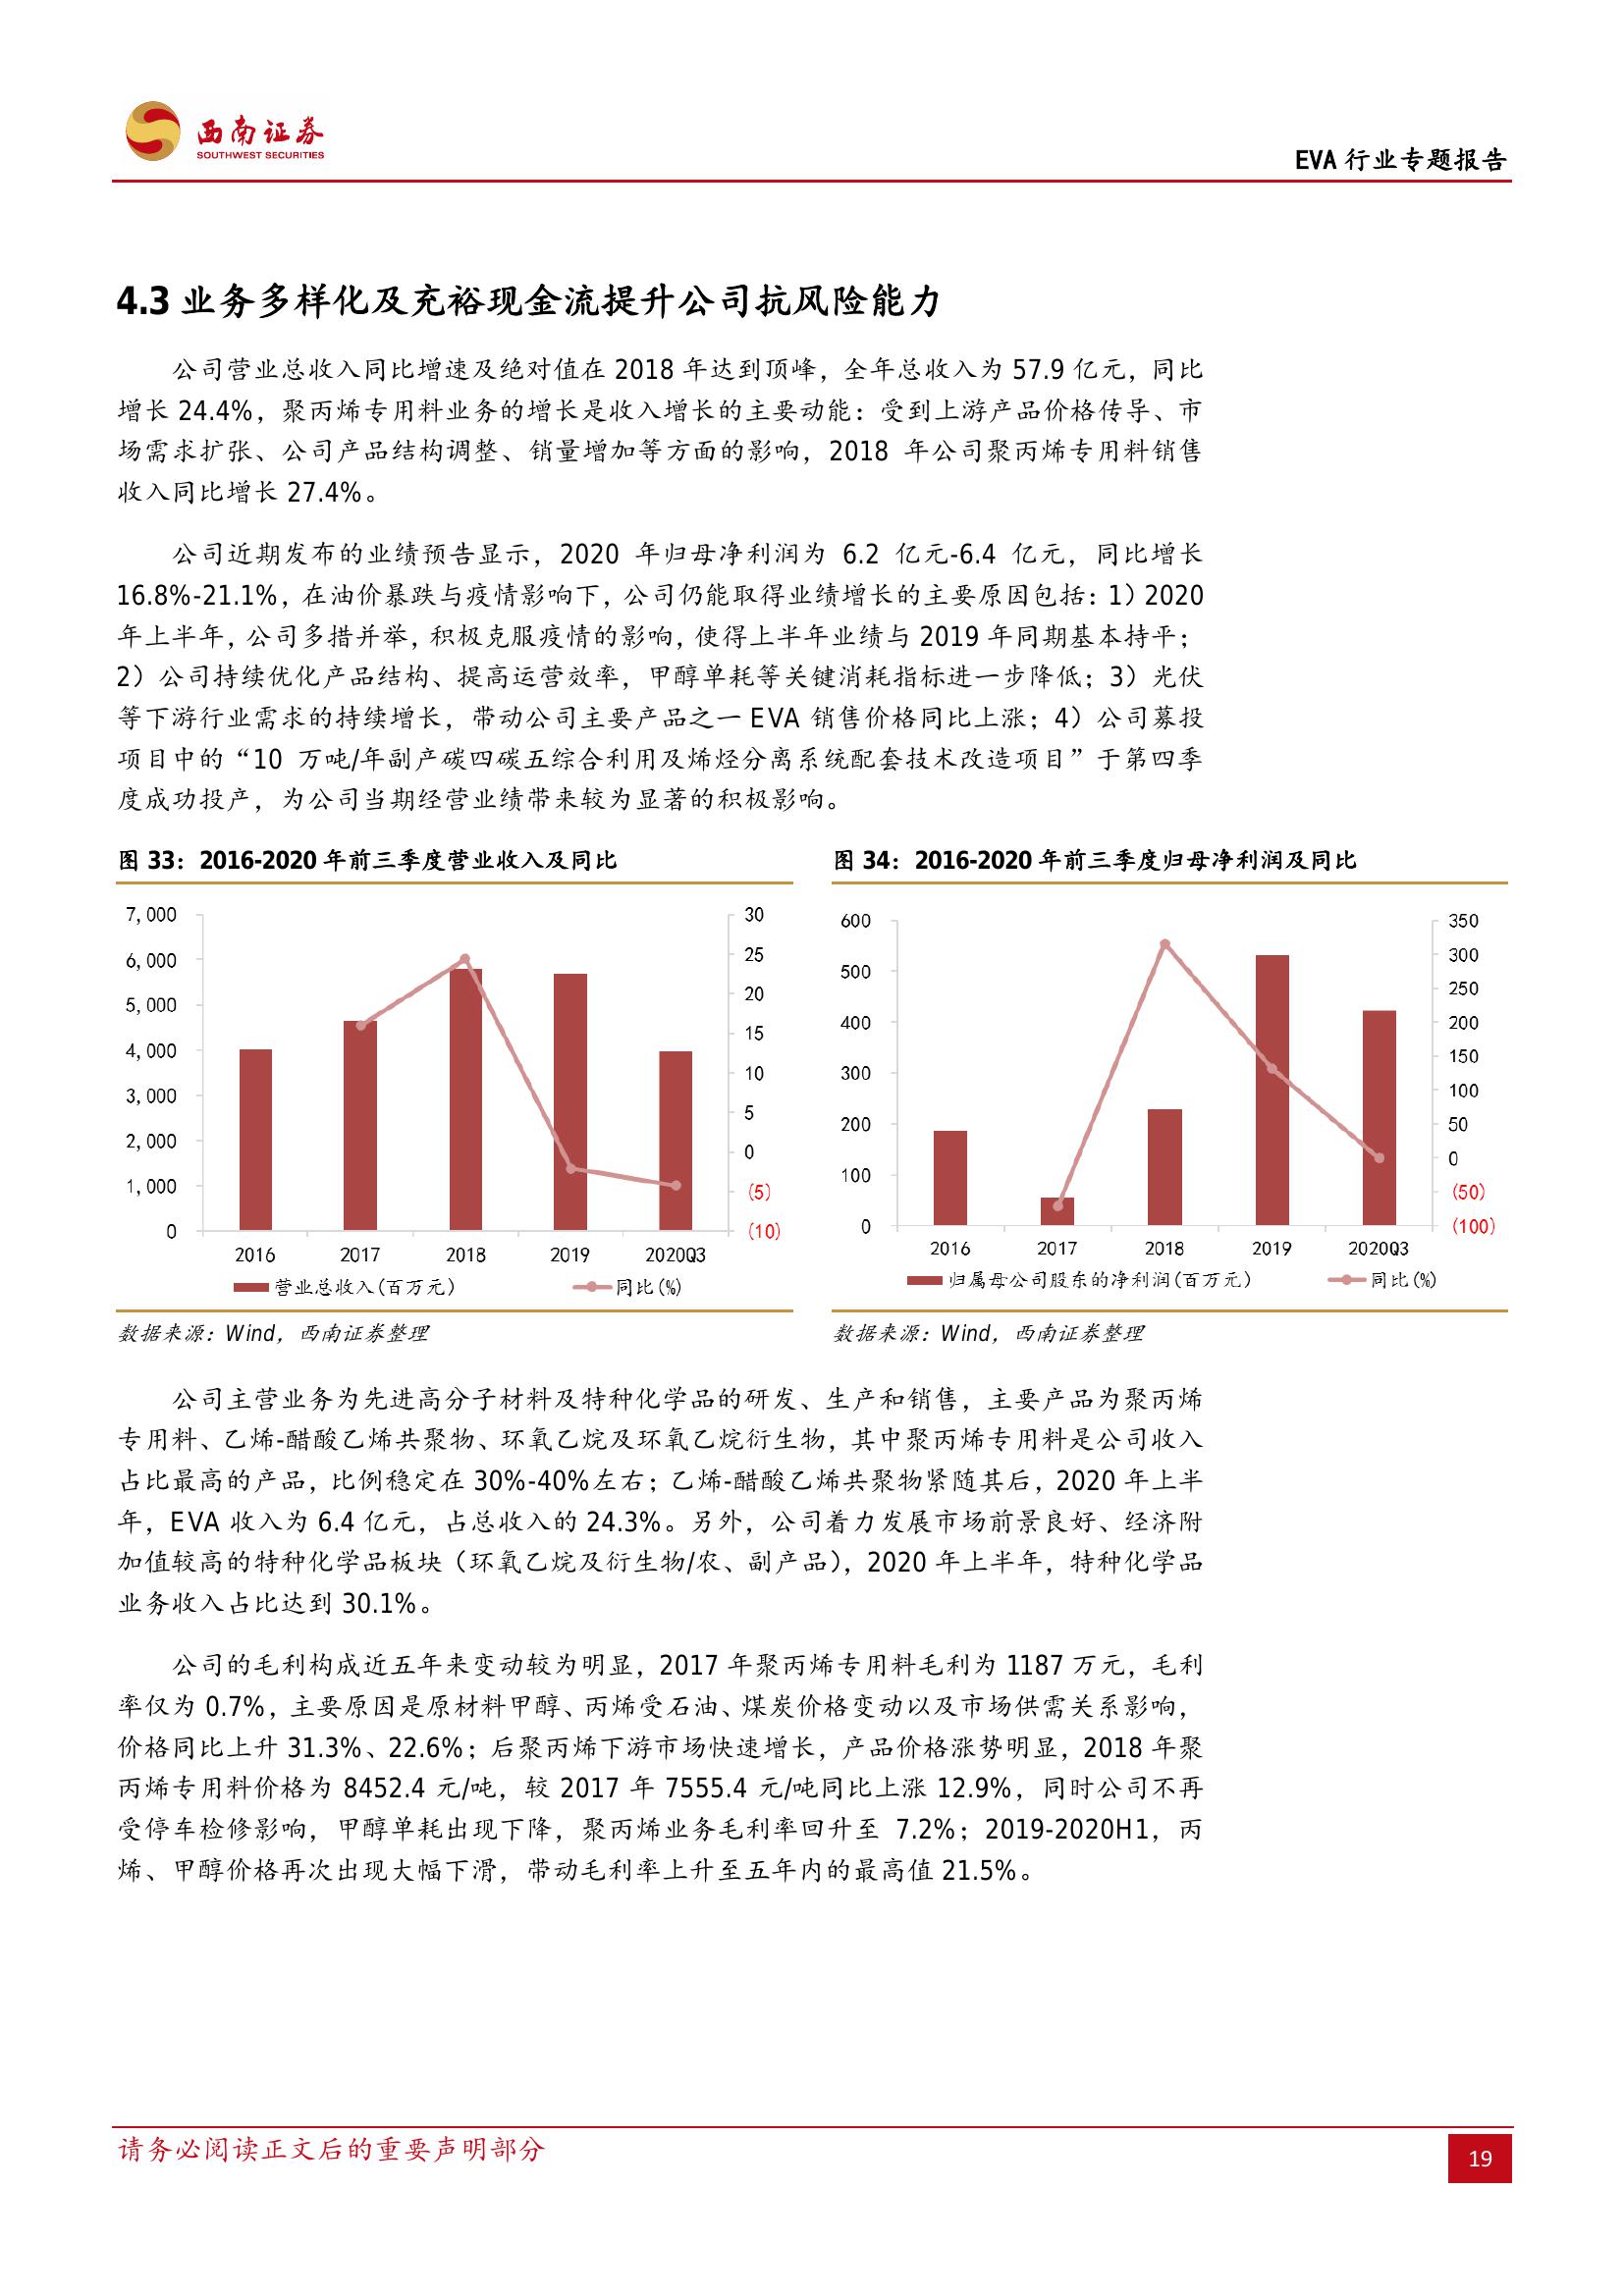 西南证券
SOUTHWEST SECURITIES
EVA 行业专题报告
4.3 业务多样化及充裕现金流提升公司抗风险能力
公司营业总收入同比增速及绝对值在 2018 年达到顶峰，全年总收入为 57.9 亿元，同比
增长 24.4%，聚丙烯专用料业务的增长是收入增长的主要动能：受到上游产品价格传导、市
场需求扩张、公司产品结构调整、销量增加等方面的影响，2018 年公司聚丙烯专用料销售
收入同比增长 27.4%。
公司近期发布的业绩预告显示，2020 年归母净利润为 6.2 亿元-6.4 亿元，同比增长
16.8%-21.1%，在油价暴跌与疫情影响下，公司仍能取得业绩增长的主要原因包括：1）2020
年上半年，公司多措并举，积极克服疫情的影响，使得上半年业绩与 2019 年同期基本持平；
2）公司持续优化产品结构、提高运营效率，甲醇单耗等关键消耗指标进一步降低；3）光伏
等下游行业需求的持续增长，带动公司主要产品之一 EVA 销售价格同比上涨；4）公司募投
项目中的“10 万吨/年副产碳四碳五综合利用及烯烃分离系统配套技术改造项目”于第四季
度成功投产，为公司当期经营业绩带来较为显著的积极影响。
图 33：2016-2020 年前三季度营业收入及同比
7,000
6,000
5,000
4,000
3,000
2,000
1,000
0
30
25
20
15
10
5
0
(5)
(10)
2016 2017 2018 2019 2020Q3
营业总收入(百万元) 同比(%)
数据来源：Wind，西南证券整理
图 34：2016-2020 年前三季度归母净利润及同比
600
500
400
300
200
100
0
350
300
250
200
150
100
50
0
(50)
(100)
2016 2017 2018 2019 2020Q3
归属母公司股东的净利润(百万元) 同比(%)
数据来源：Wind，西南证券整理
公司主营业务为先进高分子材料及特种化学品的研发、生产和销售，主要产品为聚丙烯
专用料、乙烯-醋酸乙烯共聚物、环氧乙烷及环氧乙烷衍生物，其中聚丙烯专用料是公司收入
占比最高的产品，比例稳定在 30%-40%左右；乙烯-醋酸乙烯共聚物紧随其后，2020 年上半
年，EVA 收入为 6.4 亿元，占总收入的 24.3%。另外，公司着力发展市场前景良好、经济附
加值较高的特种化学品板块（环氧乙烷及衍生物/农、副产品），2020 年上半年，特种化学品
业务收入占比达到 30.1%。
公司的毛利构成近五年来变动较为明显，2017 年聚丙烯专用料毛利为 1187 万元，毛利
率仅为 0.7%，主要原因是原材料甲醇、丙烯受石油、煤炭价格变动以及市场供需关系影响，
价格同比上升 31.3%、22.6%；后聚丙烯下游市场快速增长，产品价格涨势明显，2018 年聚
丙烯专用料价格为 8452.4 元/吨，较 2017 年 7555.4 元/吨同比上涨 12.9%，同时公司不再
受停车检修影响，甲醇单耗出现下降，聚丙烯业务毛利率回升至 7.2%；2019-2020H1，丙
烯、甲醇价格再次出现大幅下滑，带动毛利率上升至五年内的最高值 21.5%。
请务必阅读正文后的重要声明部分
19